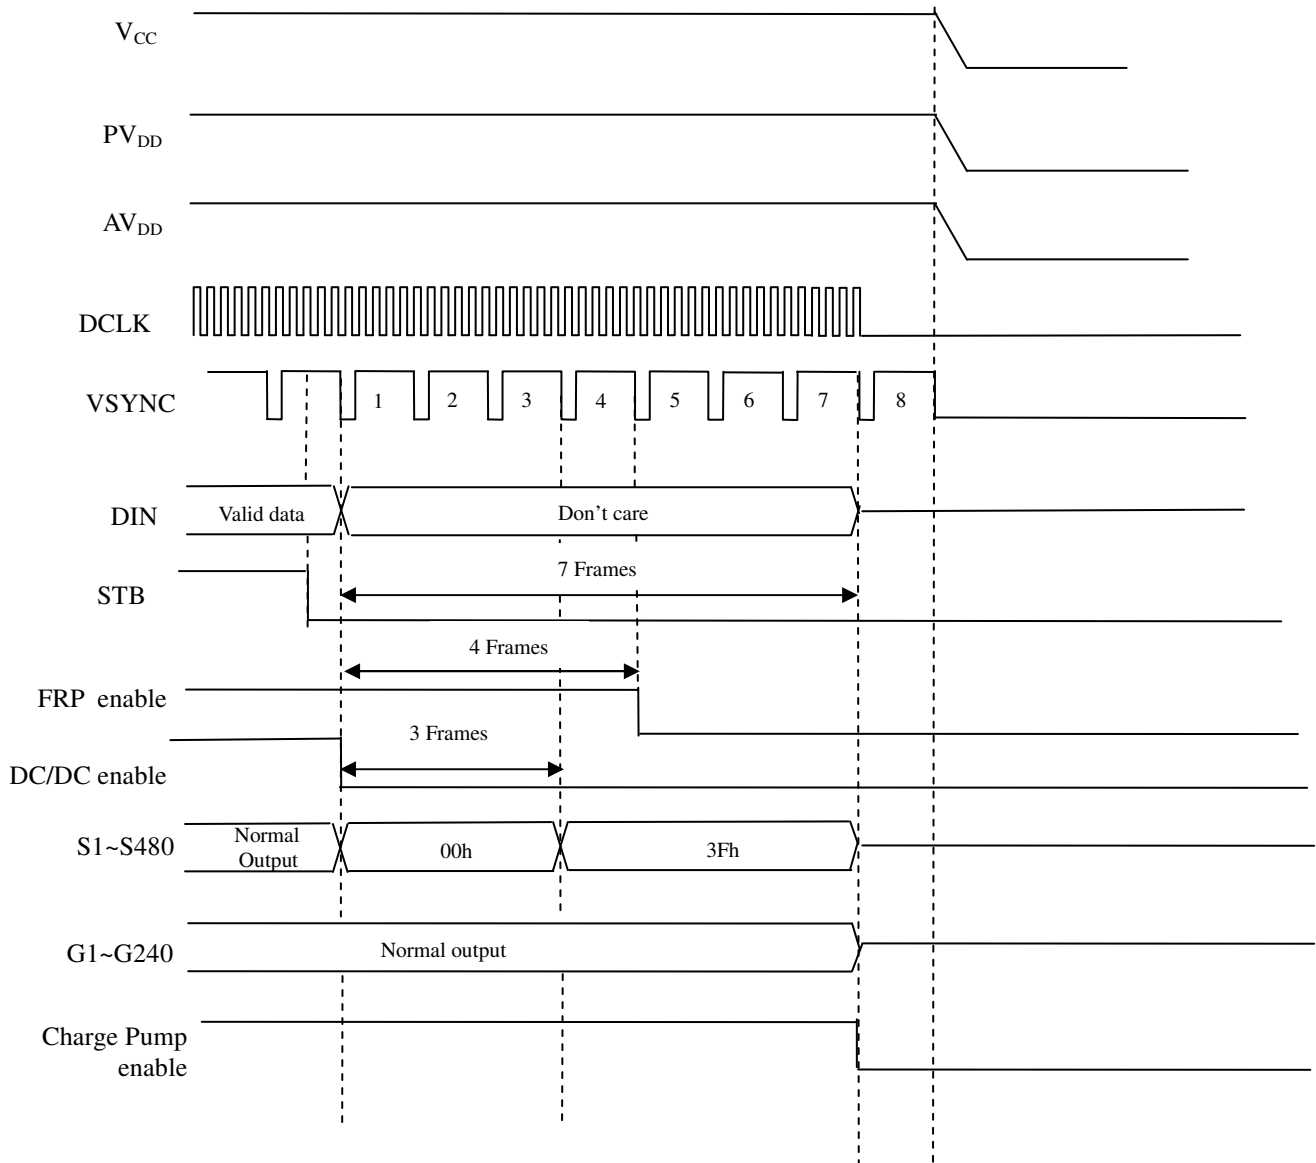 VCC
PVDD
AVDD
DCLK
VSYNC
1 2 3 4 5 6 7 8
DIN
Valid data
Don't care
STB
7 Frames
4 Frames
FRP enable
3 Frames
DC/DC enable
S1~S480
Normal
Output
00h
3Fh
G1~G240
Normal output
Charge Pump
enable